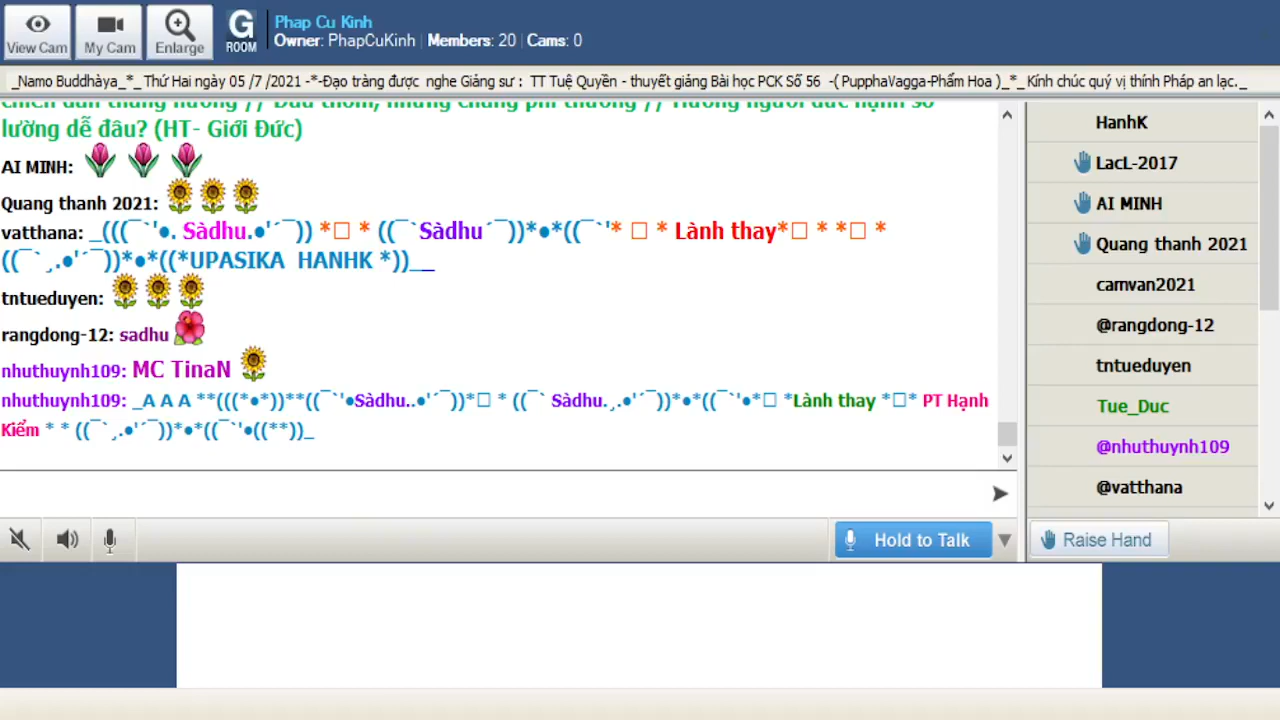 View Cam
My Cam
Enlarge
G
ROOM
Phap Cu Kinh
Owner: PhapCuKinh | Members: 20 | Cams: 0
_Namo Buddhàya_*_ Thứ Hai ngày 05 /7 /2021 -*-Đạo tràng được nghe Giảng sư : TT Tuệ Quyền - thuyết giảng Bài học PCK Số 56 -( PupphaVagga-Phẩm Hoa )_*_ Kính chúc quý vị thính Pháp an lạc._
lường dễ đâu? (HT- Giới Đức)
AI MINH:
Quang thanh 2021:
vatthana: _(((¯`'●. Sàdhu.●'´¯)) *□ * ((¯`Sàdhu´¯))*●*((¯`'* □ * Lành thay*□ * *□ *
((¯`¸.●'´¯))*●*((*UPASIKA HANHK *))__
tntueduyen:
rangdong-12: sadhu
nhuthuynh109: MC TinaN
nhuthuynh109: _A A A **(((*●*))**((¯`'●Sàdhu..●'´¯))*□ * ((¯` Sàdhu.¸.●'´¯))*●*((¯`'●*□ *Lành thay *□* PT Hạnh
Kiểm * * ((¯`¸.●'´¯))*●*((¯`'●((**))_
Hold to Talk
HanhK
LacL-2017
AI MINH
Quang thanh 2021
camvan2021
@rangdong-12
tntueduyen
Tue_Duc
@nhuthuynh109
@vatthana
Raise Hand